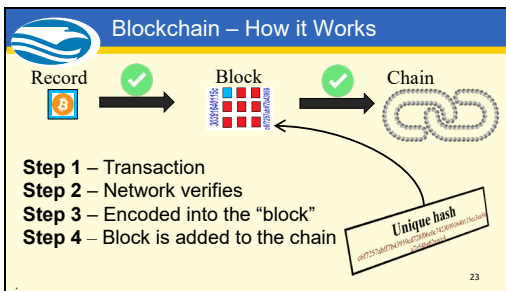 Blockchain – How it Works
Record
Block
Chain
Step 1 – Transaction
Step 2 – Network verifies
Step 3 – Encoded into the “block”
Step 4 – Block is added to the chain
Unique hash
23